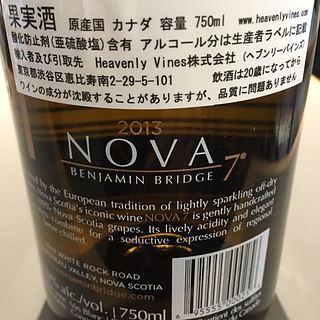 果実酒 原産国 カナダ 容量 750ml www.heavenlyvines.com
酸化防止剤(亜硫酸塩)含有 アルコール分は生産者ラベルに記載
輸入者及び引取先 Heavenly Vines株式会社 (ヘブンリーバインズ)
東京都渋谷区恵比寿南2-29-5-101 飲酒は20歳になってから
ワインの成分が沈殿することがありますが、品質に問題ありません
2013
NOVA 7
BENJAMIN BRIDGE
by the European tradition of lightly sparkling off-dry
Nova Scotia's iconic wine NOVA 7 is gently handcrafted
Nova Scotia grapes. Its lively acidity and elegant
combine for a seductive expression of regional
chilled.
WHITE ROCK ROAD
VALLEY, NOVA SCOTIA
benjaminbridge.com
alc./vol. | 750ml